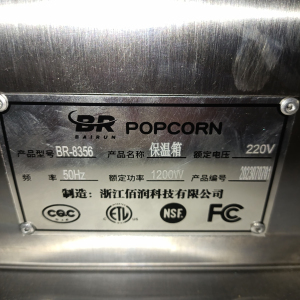 BR POPCORN
BAIRUN
产品型号 BR-8356 产品名称 保温箱 额定电压 220V
频率 50Hz 额定功率 1200W 产品编号
制造：浙江佰润科技有限公司
CQC ETL NSF FC